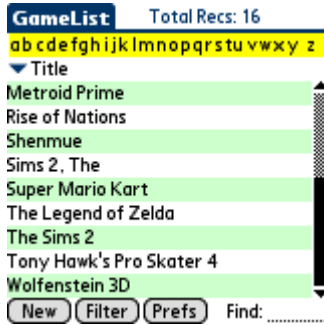 GameList Total Recs: 16
a b c d e f g h i j k l m n o p q r s t u v w x y z
Title
Metroid Prime
Rise of Nations
Shenmue
Sims 2, The
Super Mario Kart
The Legend of Zelda
The Sims 2
Tony Hawk's Pro Skater 4
Wolfenstein 3D
New Filter Prefs Find: